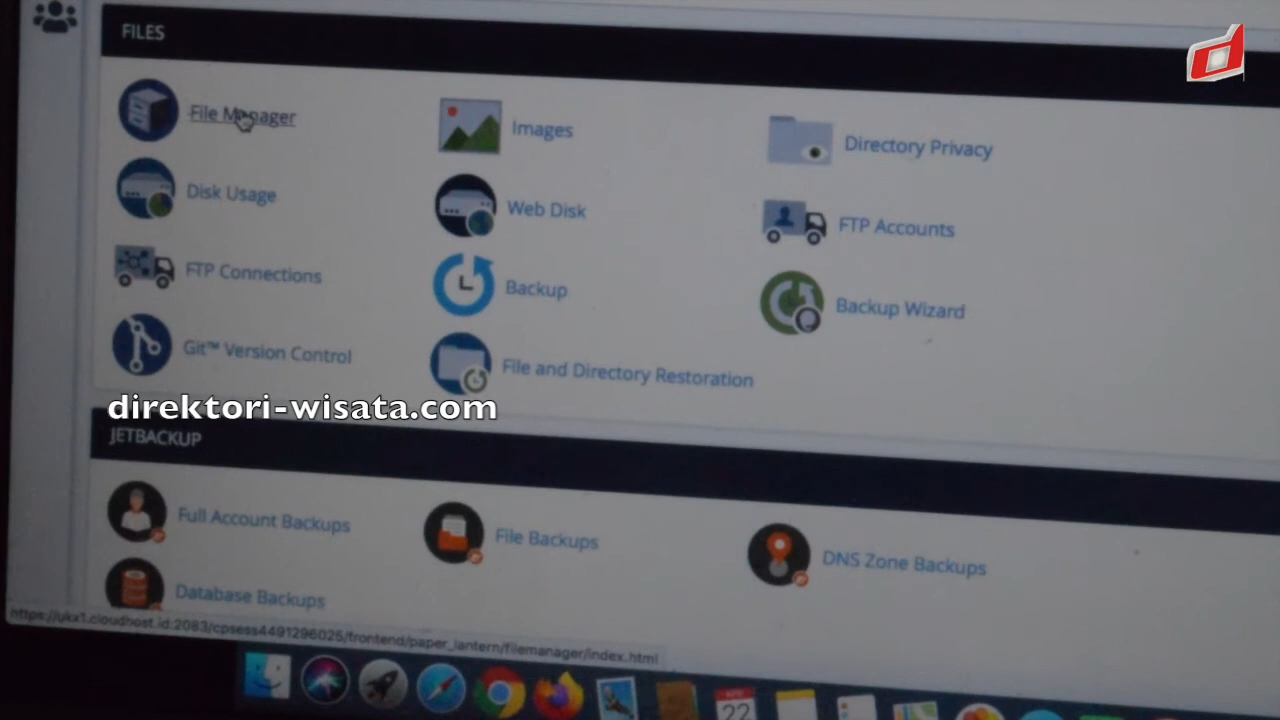 FILES
File Manager
Images
Directory Privacy
Disk Usage
Web Disk
FTP Accounts
FTP Connections
Backup
Backup Wizard
Git™ Version Control
File and Directory Restoration
direktori-wisata.com
JETBACKUP
Full Account Backups
File Backups
DNS Zone Backups
Database Backups
https://ukx1.cloudhost.id:2083/cpsess4491296025/frontend/paper_lantern/filemanager/index.html
22